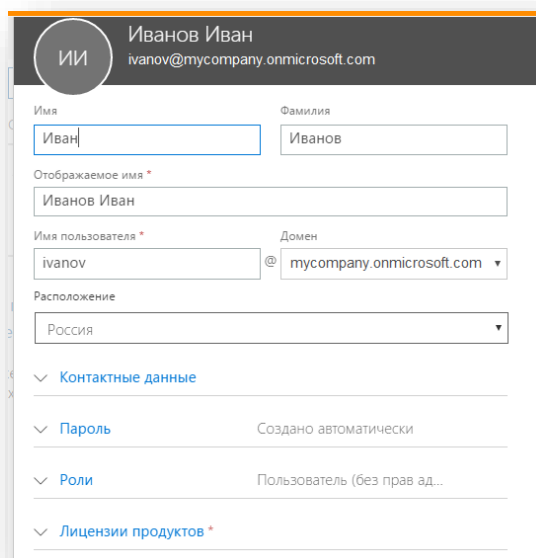 ИИ
Иванов Иван
ivanov@mycompany.onmicrosoft.com
Имя Фамилия
Иван Иванов
Отображаемое имя *
Иванов Иван
Имя пользователя * Домен
ivanov @ mycompany.onmicrosoft.com
Расположение
Россия
Контактные данные
Пароль Создано автоматически
Роли Пользователь (без прав ад...
Лицензии продуктов *